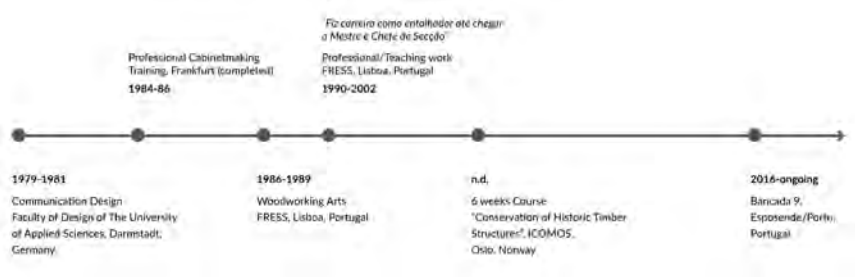 "Fiz carreira como entalhador até chegar
a Mestre e Chefe de Secção"
Professional Cabinetmaking
Training, Frankfurt (completed)
1984-86
Professional/Teaching work
FRESS, Lisboa, Portugal
1990-2002
1979-1981
Communication Design
Faculty of Design of The University
of Applied Sciences, Darmstadt,
Germany
1986-1989
Woodworking Arts
FRESS, Lisboa, Portugal
n.d.
6 weeks Course
"Conservation of Historic Timber
Structures", ICOMOS,
Oslo, Norway
2016-ongoing
Bancada 9,
Esposende/Porto,
Portugal